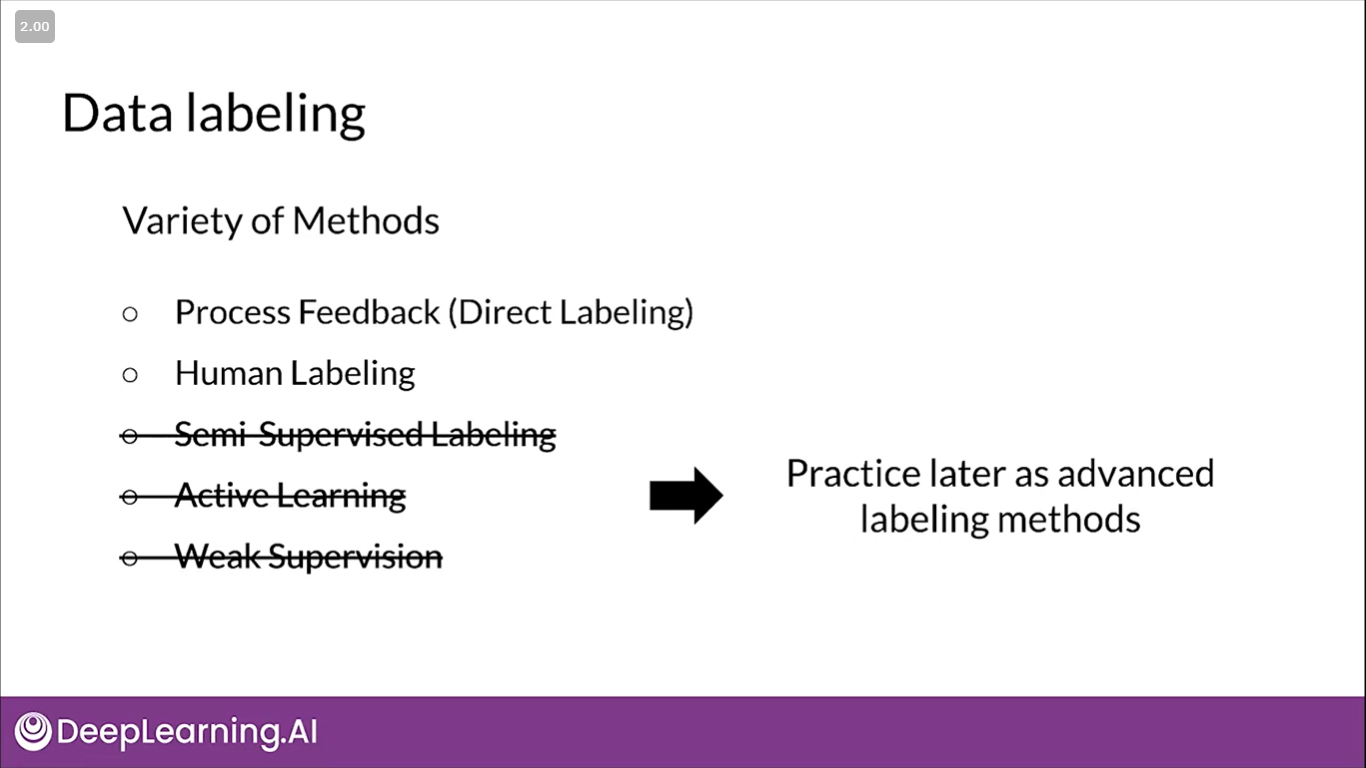 2.00
Data labeling
Variety of Methods
○ Process Feedback (Direct Labeling)
○ Human Labeling
○ Semi-Supervised Labeling
○ Active Learning
○ Weak Supervision
Practice later as advanced
labeling methods
DeepLearning.AI